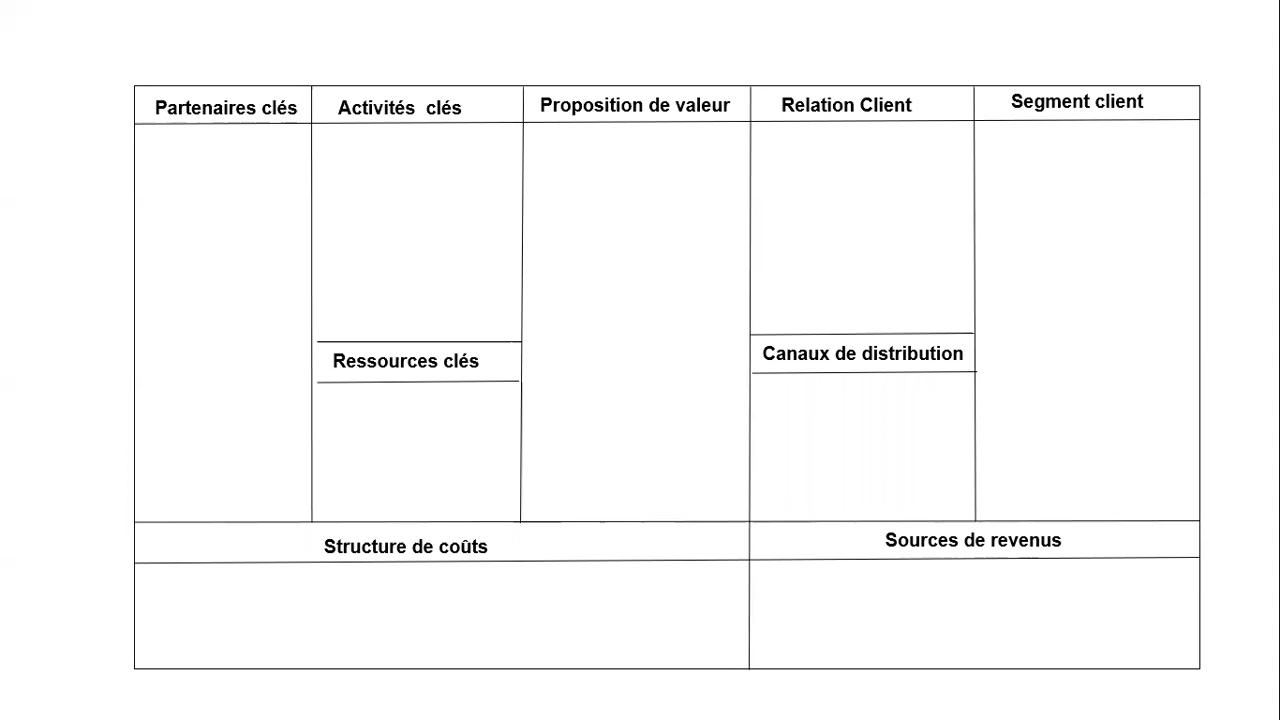 Partenaires clés
Activités  clés
Proposition de valeur
Relation Client
Segment client
Ressources clés
Canaux de distribution
Structure de coûts
Sources de revenus